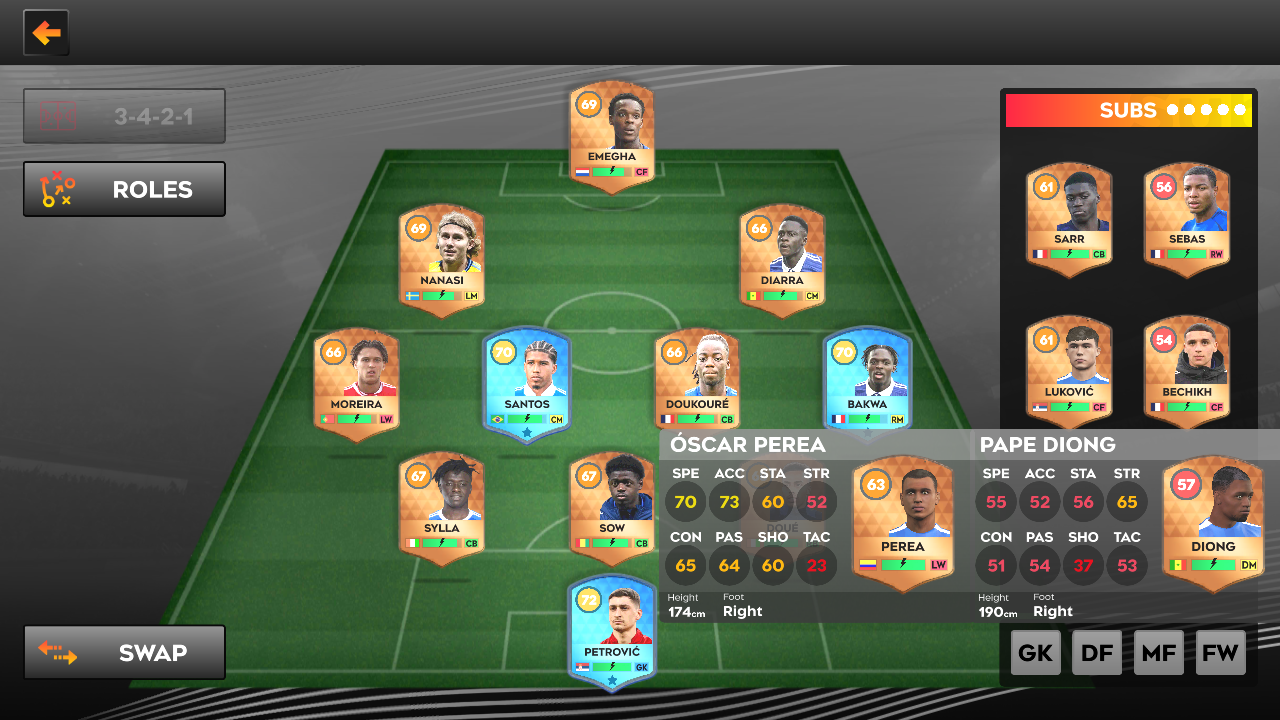 3-4-2-1
ROLES
SUBS
69
EMEGHA
CF
69
NANASI
LM
66
DIARRA
CM
66
MOREIRA
LW
70
SANTOS
CM
66
DOUKOURÉ
CB
70
BAKWA
RM
67
SYLLA
CB
67
SOW
CB
DOUÉ
72
PETROVIĆ
GK
61
SARR
CB
56
SEBAS
RW
61
LUKOVIĆ
CF
54
BECHIKH
CF
ÓSCAR PEREA
SPE ACC STA STR
70 73 60 52
CON PAS SHO TAC
65 64 60 23
Height Foot
174cm Right
63
PEREA
LW
PAPE DIONG
SPE ACC STA STR
55 52 56 65
CON PAS SHO TAC
51 54 37 53
Height Foot
190cm Right
57
DIONG
DM
SWAP
GK DF MF FW